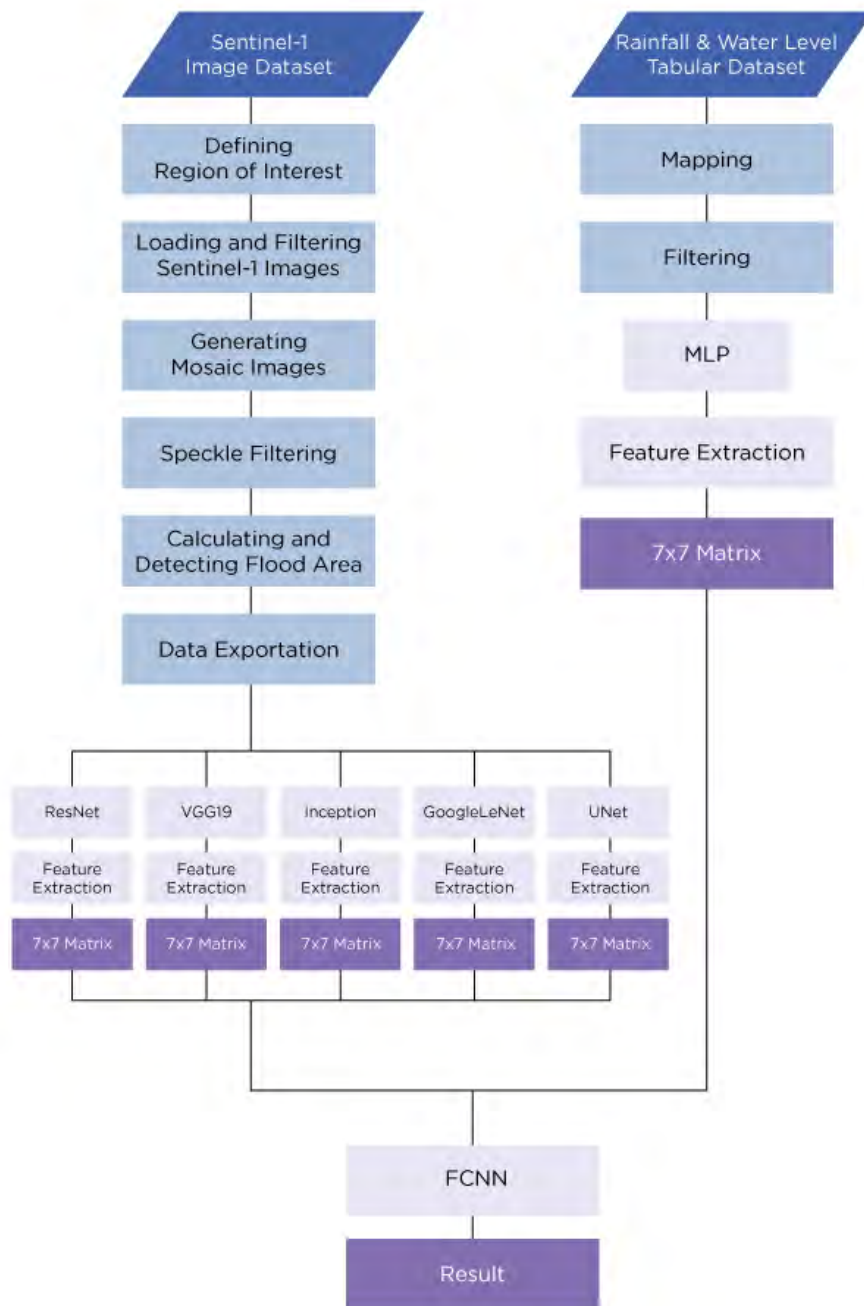 Sentinel-1
Image Dataset
Defining
Region of Interest
Loading and Filtering
Sentinel-1 Images
Generating
Mosaic Images
Speckle Filtering
Calculating and
Detecting Flood Area
Data Exportation
Rainfall & Water Level
Tabular Dataset
Mapping
Filtering
MLP
Feature Extraction
7x7 Matrix
ResNet
Feature
Extraction
7x7 Matrix
VGG19
Feature
Extraction
7x7 Matrix
Inception
Feature
Extraction
7x7 Matrix
GoogleLeNet
Feature
Extraction
7x7 Matrix
UNet
Feature
Extraction
7x7 Matrix
FCNN
Result